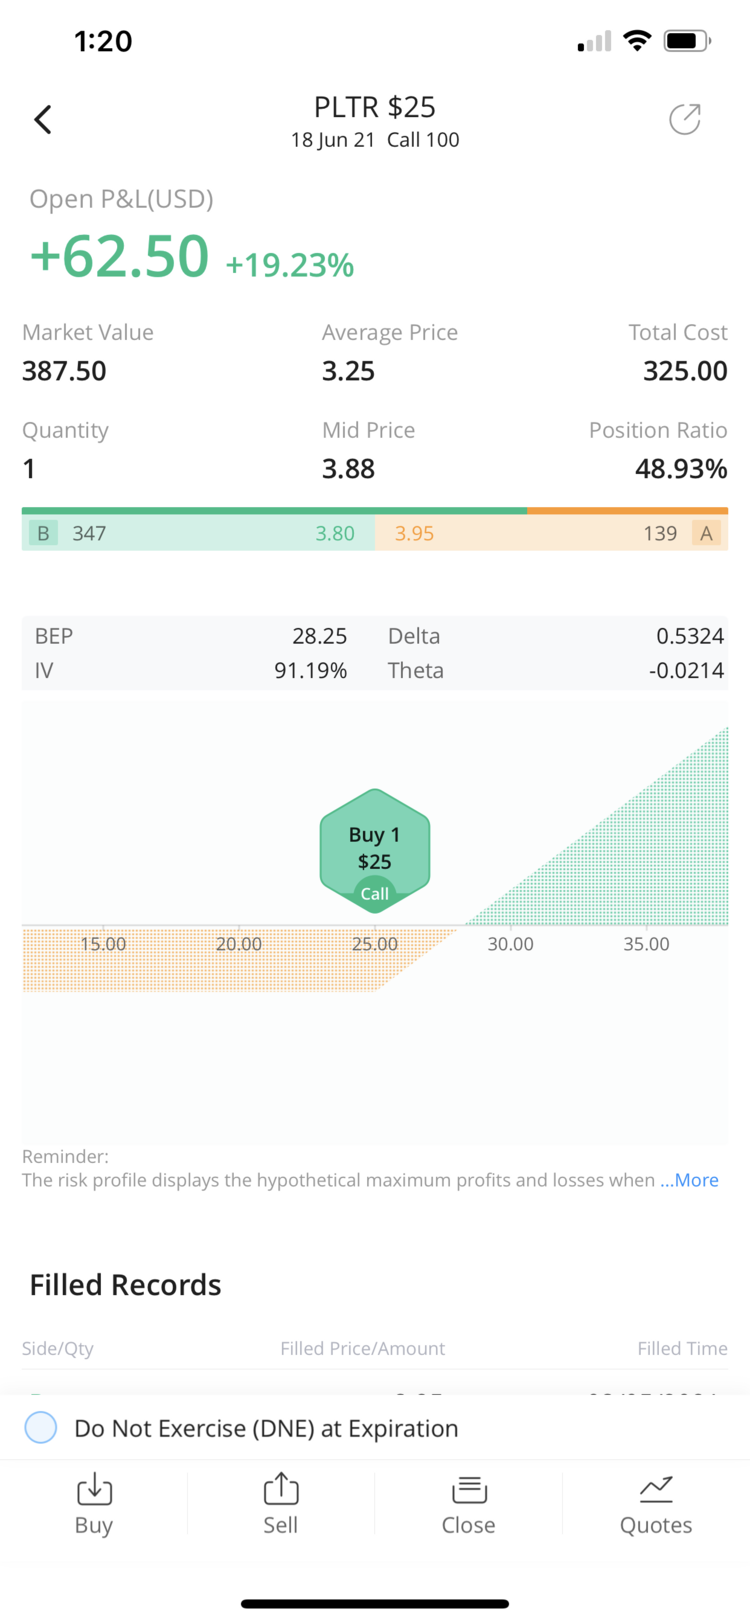 1:20
PLTR $25
18 Jun 21 Call 100
Open P&L(USD)
+62.50 +19.23%
Market Value Average Price Total Cost
387.50 3.25 325.00
Quantity Mid Price Position Ratio
1 3.88 48.93%
B 347 3.80 3.95 139 A
BEP 28.25 Delta 0.5324
IV 91.19% Theta -0.0214
Buy 1
$25
Call
15.00 20.00 25.00 30.00 35.00
Reminder:
The risk profile displays the hypothetical maximum profits and losses when ...More
Filled Records
Side/Qty Filled Price/Amount Filled Time
Do Not Exercise (DNE) at Expiration
Buy Sell Close Quotes